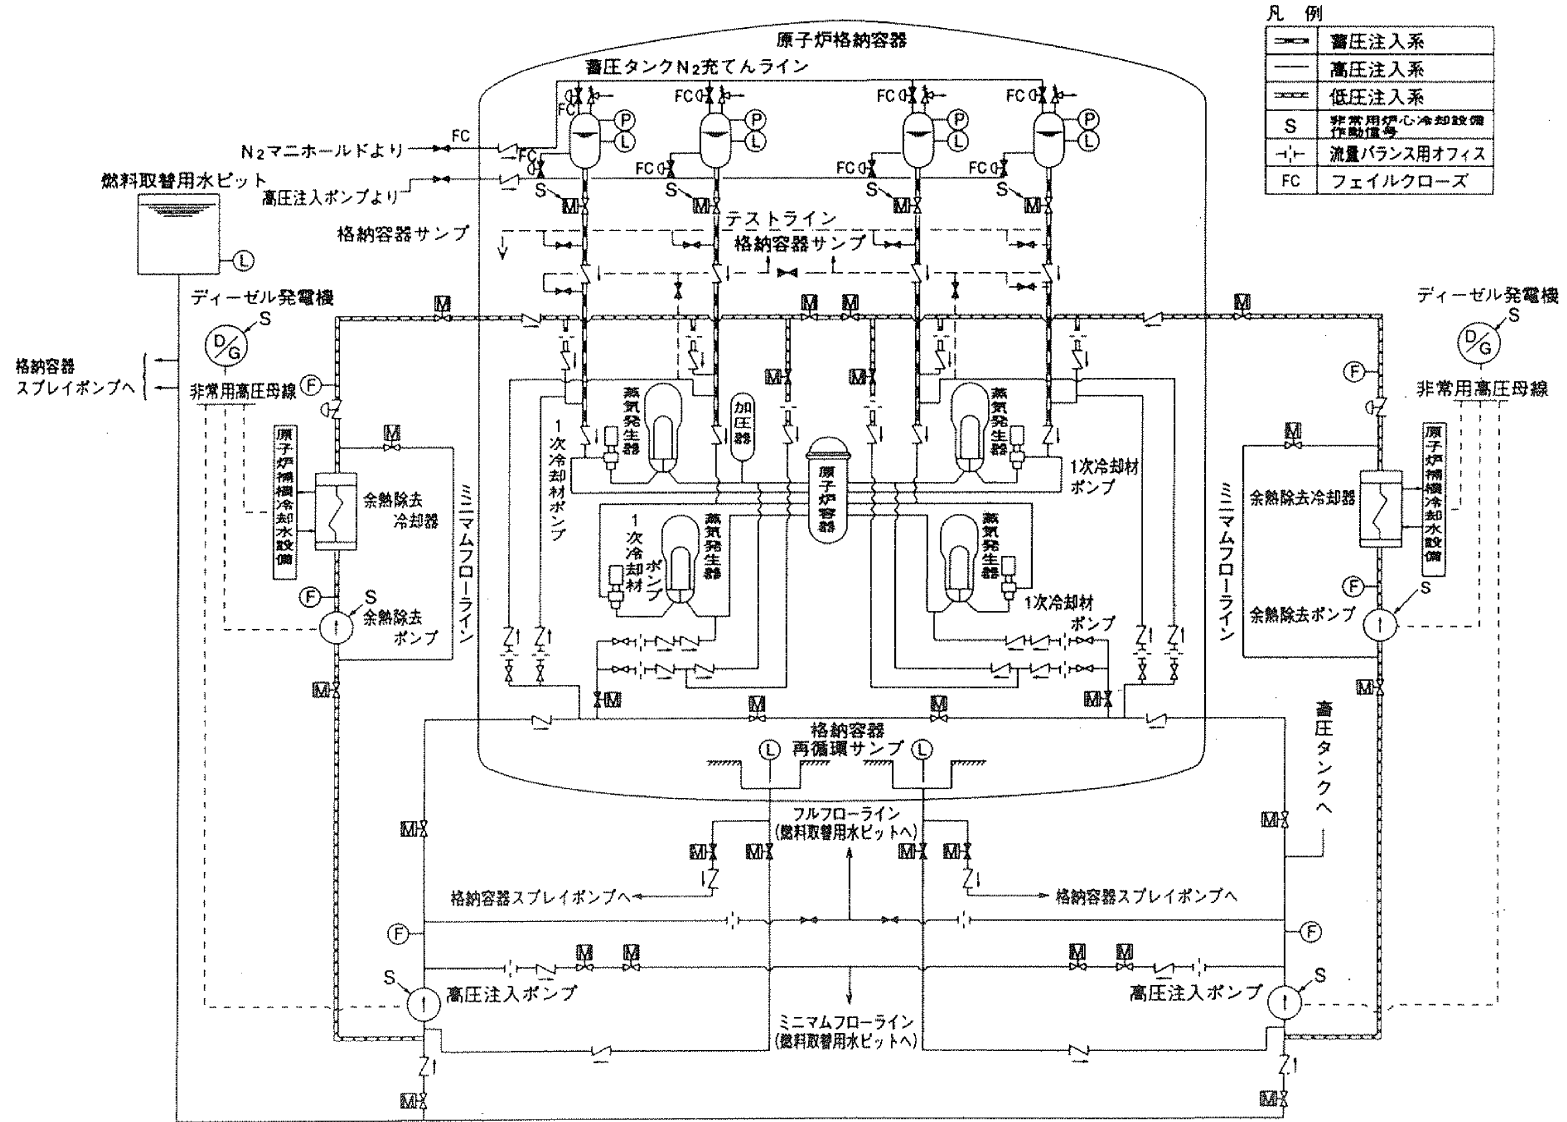 凡 例
蓄圧注入系
高圧注入系
低圧注入系
S 非常用炉心冷却設備
作動信号
流量バランス用オフィス
FC フェイルクローズ
原子炉格納容器
蓄圧タンクN2充てんライン
FC
FC
FC
FC
P
P
P
P
L
L
L
L
FC
N2マニホールドより
FC
FC
FC
FC
高圧注入ポンプより
S
S
S
S
M
M
M
M
燃料取替用水ピット
L
格納容器サンプ
テストライン
格納容器サンプ
ディーゼル発電機
S
D/G
非常用高圧母線
格納容器
スプレイポンプへ
ディーゼル発電機
S
D/G
非常用高圧母線
M
M
M
M
M
M
F
F
M
M
原子炉補機冷却水設備
余熱除去
冷却器
ミニマムフローライン
F
S
余熱除去
ポンプ
M
1次冷却材ポンプ
蒸気発生器
加圧器
原子炉容器
蒸気発生器
1次冷却材
ポンプ
1次冷却材
ポンプ
蒸気発生器
蒸気発生器
1次冷却材
ポンプ
ミニマムフローライン
余熱除去冷却器
原子炉補機冷却水設備
F
S
余熱除去ポンプ
M
M
M
M
M
格納容器
再循環サンプ
L
L
蓄圧タンクへ
M
M
フルフローライン
(燃料取替用水ピットへ)
M
M
M
M
格納容器スプレイポンプへ
格納容器スプレイポンプへ
F
F
M
M
M
M
S
高圧注入ポンプ
高圧注入ポンプ
S
ミニマムフローライン
(燃料取替用水ピットへ)
M
M